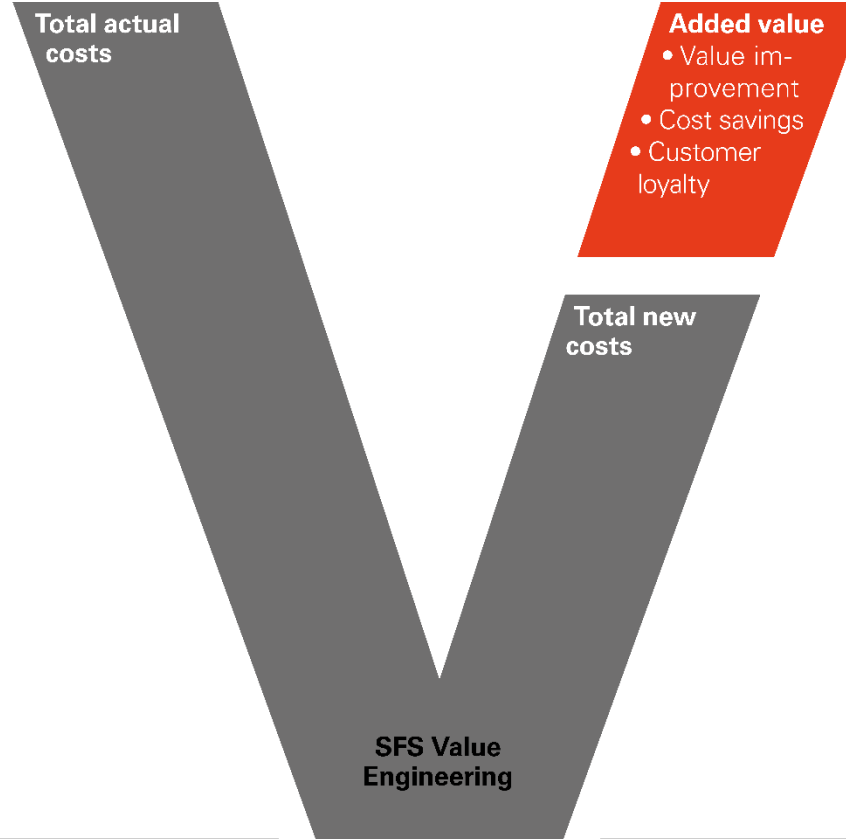 Total actual
costs
Added value
• Value im-
provement
• Cost savings
• Customer
loyalty
Total new
costs
SFS Value
Engineering